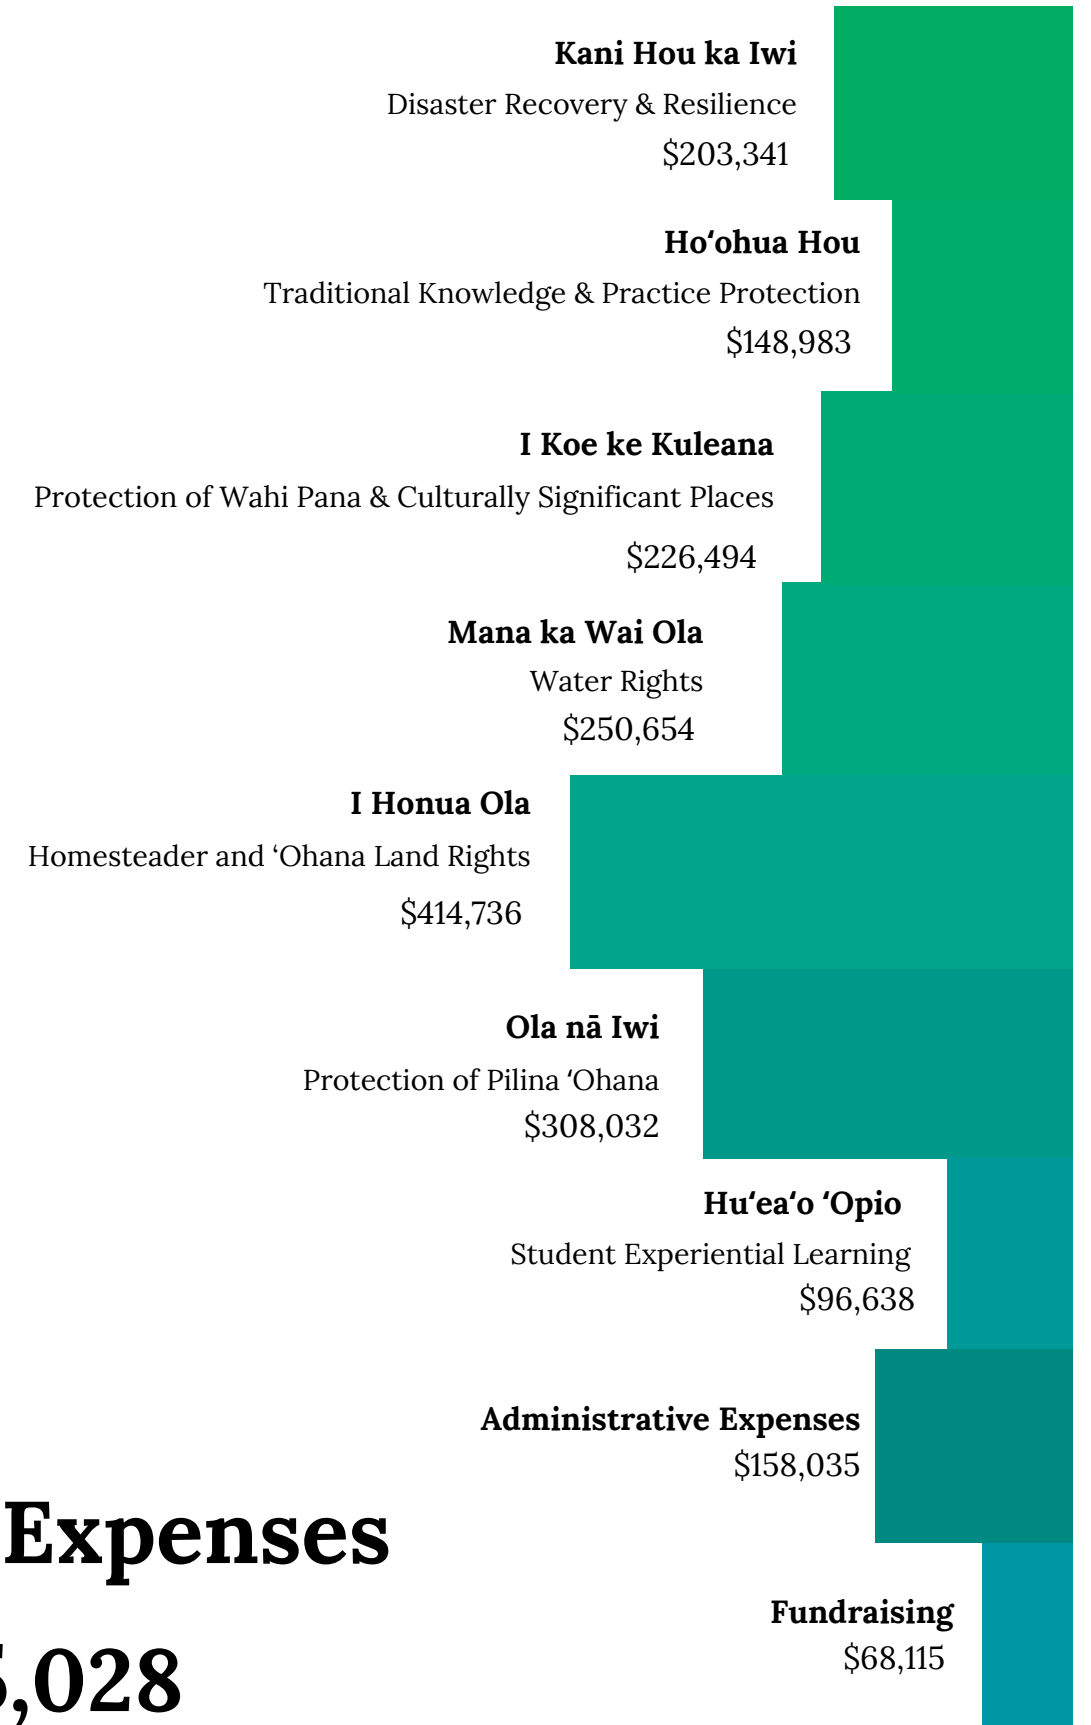 Kani Hou ka Iwi
Disaster Recovery & Resilience
$203,341
Hoʻohua Hou
Traditional Knowledge & Practice Protection
$148,983
I Koe ke Kuleana
Protection of Wahi Pana & Culturally Significant Places
$226,494
Mana ka Wai Ola
Water Rights
$250,654
I Honua Ola
Homesteader and ʻOhana Land Rights
$414,736
Ola nā Iwi
Protection of Pilina ʻOhana
$308,032
Huʻeaʻo ʻOpio
Student Experiential Learning
$96,638
Administrative Expenses
$158,035
Expenses
Fundraising
$68,115
5,028